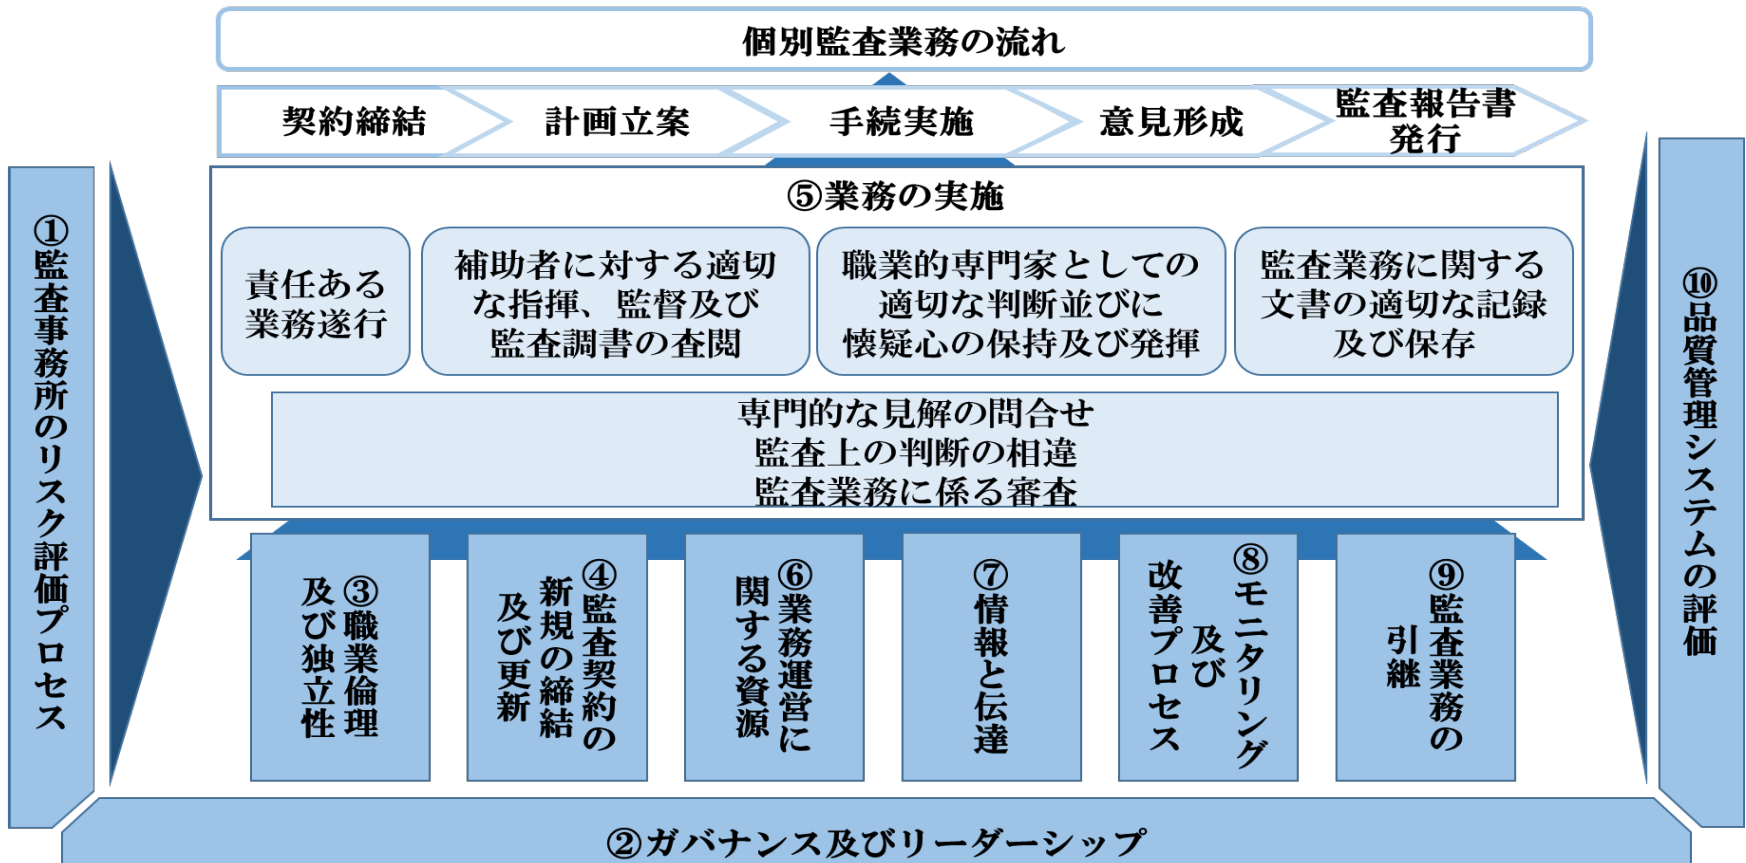 個別監査業務の流れ
契約締結
計画立案
手続実施
意見形成
監査報告書
発行
①監査事務所のリスク評価プロセス
⑤業務の実施
責任ある
業務遂行
補助者に対する適切
な指揮、監督及び
監査調書の査閲
職業的専門家としての
適切な判断並びに
懐疑心の保持及び発揮
監査業務に関する
文書の適切な記録
及び保存
専門的な見解の問合せ
監査上の判断の相違
監査業務に係る審査
⑩品質管理システムの評価
③職業倫理
及び独立性
④監査契約の
新規の締結
及び更新
⑥業務運営に
関する資源
⑦情報と伝達
⑧モニタリング
及び
改善プロセス
⑨監査業務の
引継
②ガバナンス及びリーダーシップ